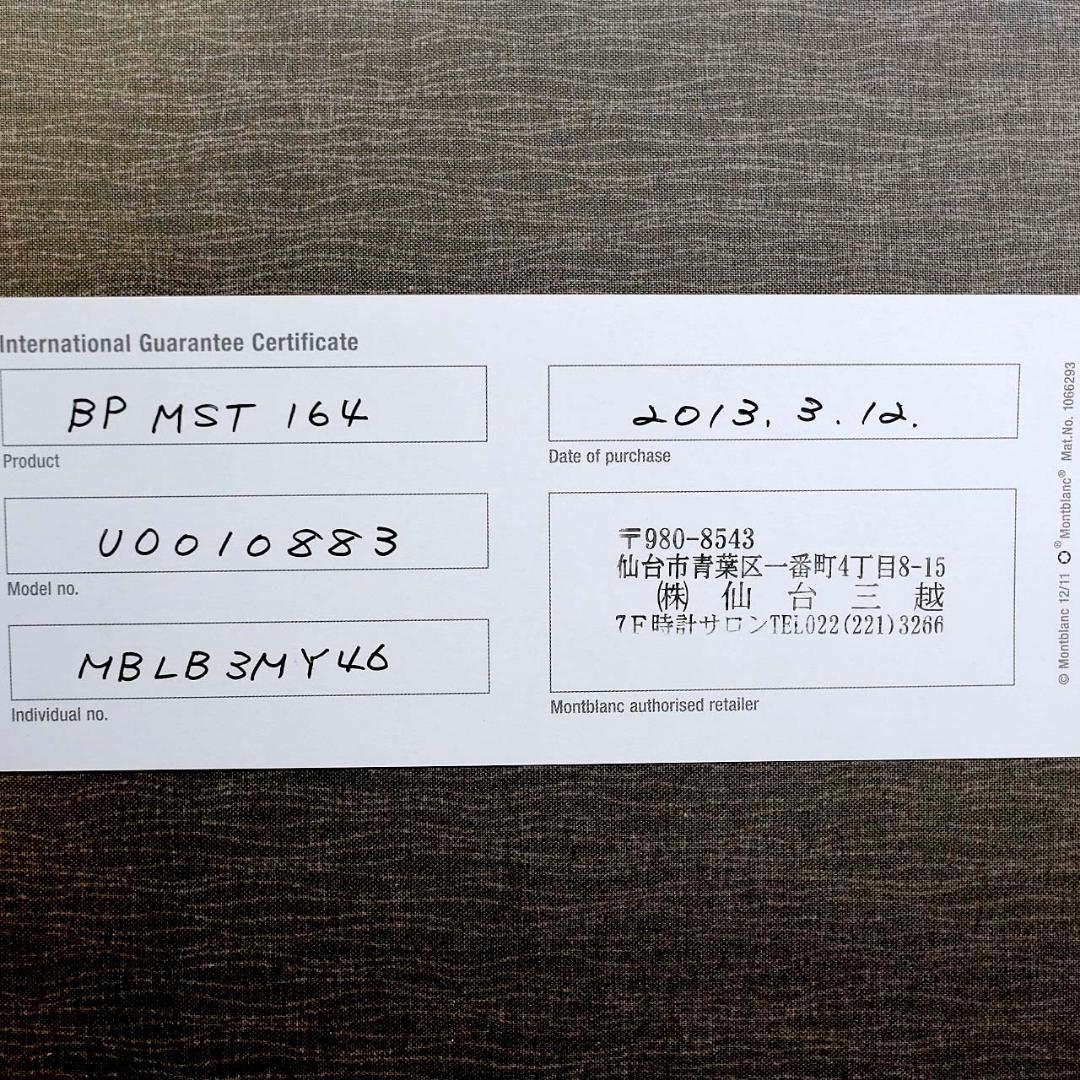 International Guarantee Certificate
BP MST 164
Product
U0010883
Model no.
MBLB3MY46
Individual no.
2013. 3. 12.
Date of purchase
〒980-8543
仙台市青葉区一番町4丁目8-15
㈱ 仙 台 三 越
7F時計サロンTEL022(221)3266
Montblanc authorised retailer
© Montblanc 12/11 ® Montblanc® Mat.No. 1066293